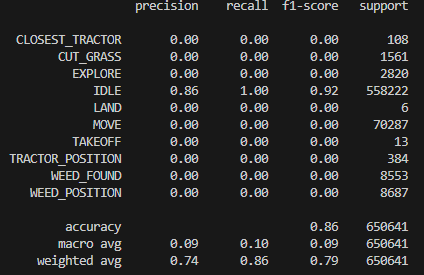 precision recall f1-score support
CLOSEST_TRACTOR 0.00 0.00 0.00 108
CUT_GRASS 0.00 0.00 0.00 1561
EXPLORE 0.00 0.00 0.00 2820
IDLE 0.86 1.00 0.92 558222
LAND 0.00 0.00 0.00 6
MOVE 0.00 0.00 0.00 70287
TAKEOFF 0.00 0.00 0.00 13
TRACTOR_POSITION 0.00 0.00 0.00 384
WEED_FOUND 0.00 0.00 0.00 8553
WEED_POSITION 0.00 0.00 0.00 8687
accuracy 0.86 650641
macro avg 0.09 0.10 0.09 650641
weighted avg 0.74 0.86 0.79 650641